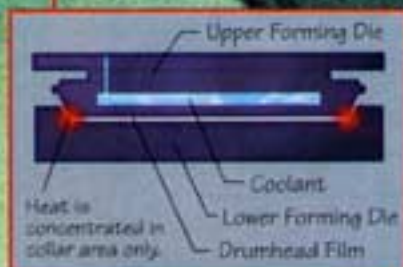 Upper Forming Die
Coolant
Lower Forming Die
Drumhead Film
Heat is
concentrated in
collar area only.